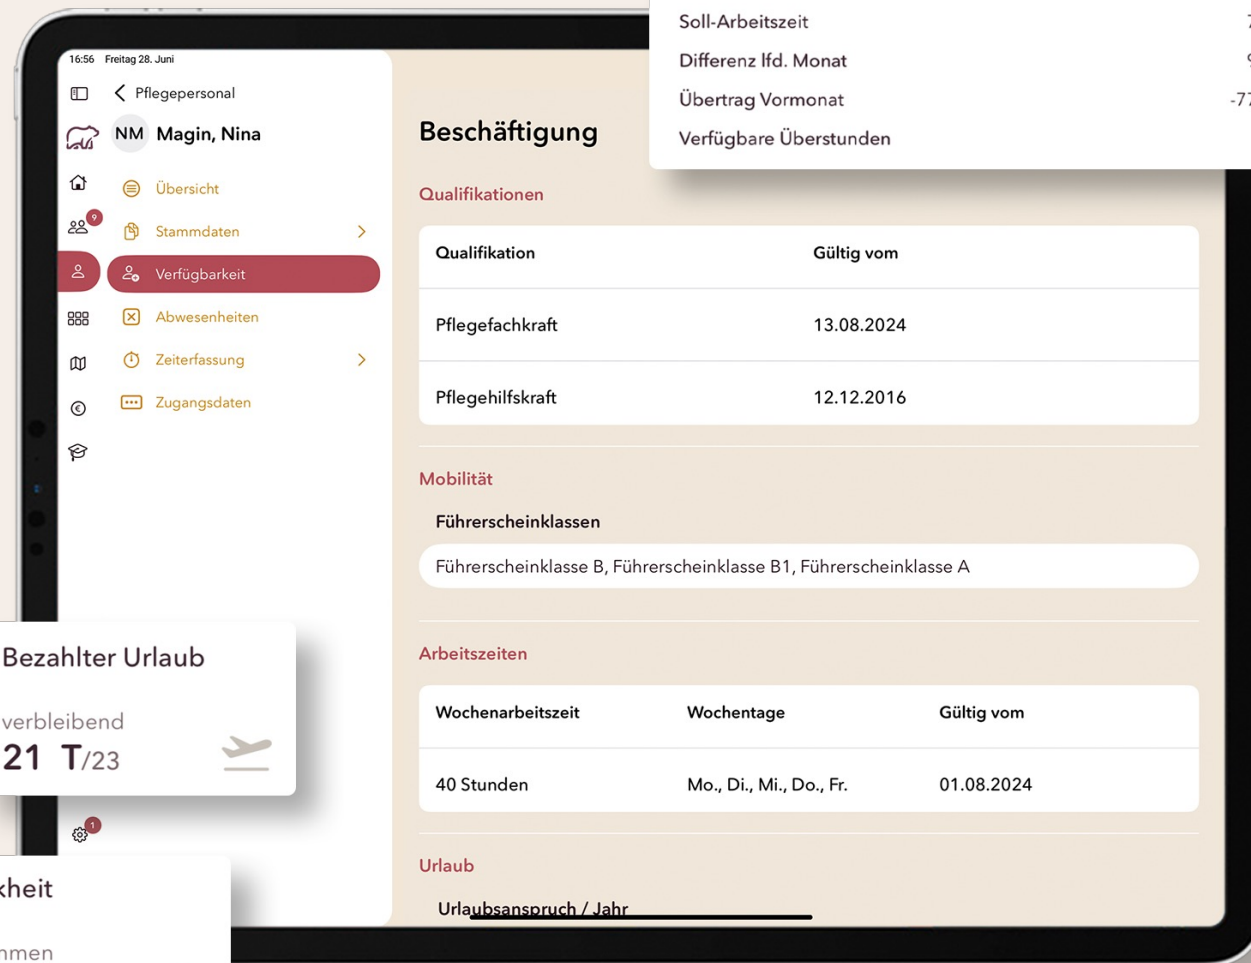 Soll-Arbeitszeit
Differenz lfd. Monat
Übertrag Vormonat
Verfügbare Überstunden
16:56 Freitag 28. Juni
Pflegepersonal
NM Magin, Nina
Übersicht
9
Stammdaten
Verfügbarkeit
Abwesenheiten
Zeiterfassung
Zugangsdaten
1
Beschäftigung
Qualifikationen
Qualifikation Gültig vom
Pflegefachkraft 13.08.2024
Pflegehilfskraft 12.12.2016
Mobilität
Führerscheinklassen
Führerscheinklasse B, Führerscheinklasse B1, Führerscheinklasse A
Arbeitszeiten
Wochenarbeitszeit Wochentage Gültig vom
40 Stunden Mo., Di., Mi., Do., Fr. 01.08.2024
Urlaub
Urlaubsanspruch / Jahr
Bezahlter Urlaub
verbleibend
21 T/23